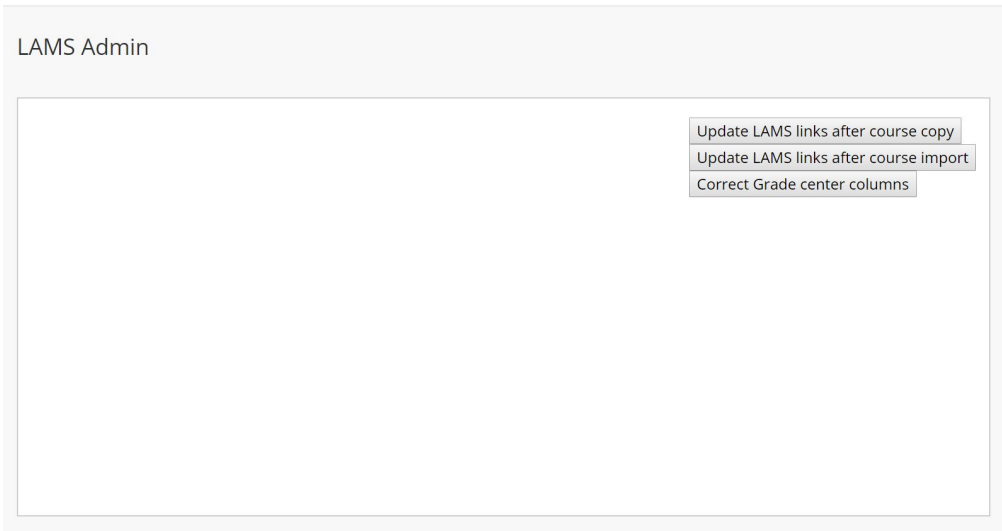 LAMS Admin
Update LAMS links after course copy
Update LAMS links after course import
Correct Grade center columns